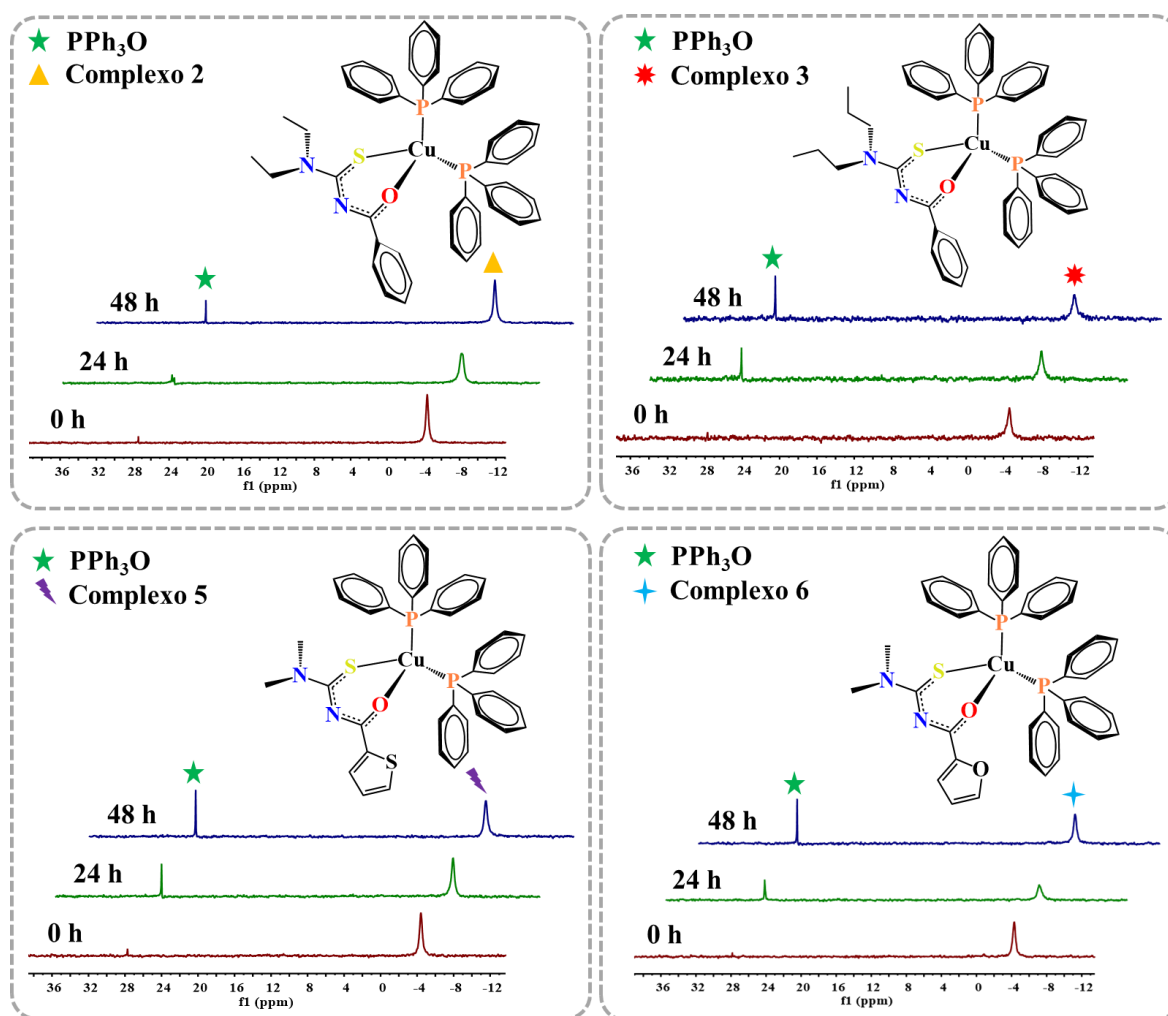 PPh₃O
Complexo 2
P
S
Cu
N
P
O
N
48 h
24 h
0 h
36 32 28 24 20 16 12 8 4 0 -4 -8 -12
f1 (ppm)
PPh₃O
Complexo 3
P
S
Cu
N
P
O
N
48 h
24 h
0 h
36 32 28 24 20 16 12 8 4 0 -4 -8 -12
f1 (ppm)
PPh₃O
Complexo 5
P
S
Cu
N
P
O
N
S
48 h
24 h
0 h
36 32 28 24 20 16 12 8 4 0 -4 -8 -12
f1 (ppm)
PPh₃O
Complexo 6
P
S
Cu
N
P
O
N
O
48 h
24 h
0 h
36 32 28 24 20 16 12 8 4 0 -4 -8 -12
f1 (ppm)